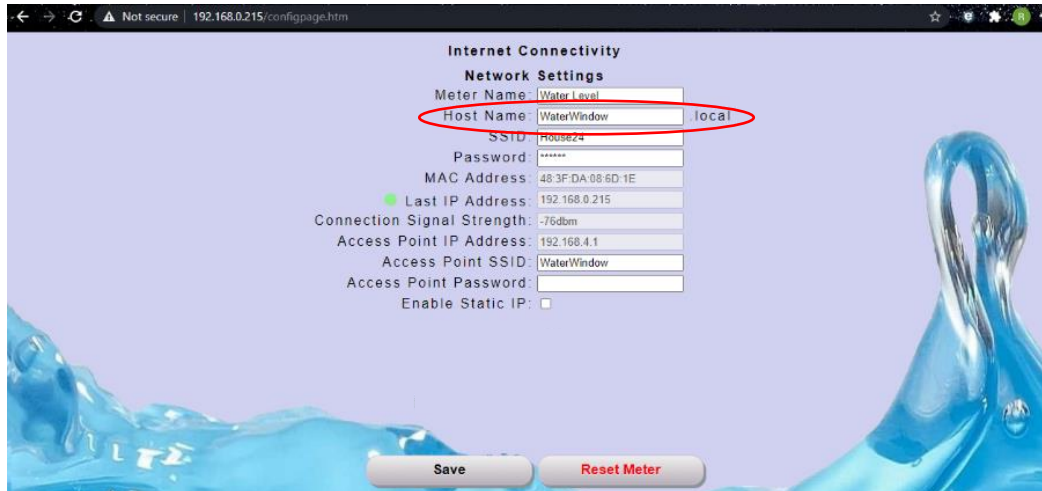 Not secure | 192.168.0.215/configpage.htm
R
Internet Connectivity
Network Settings
Meter Name: Water Level
Host Name: WaterWindow .local
SSID: House24
Password: ******
MAC Address: 48:3F:DA:08:6D:1E
Last IP Address: 192.168.0.215
Connection Signal Strength: -76dbm
Access Point IP Address: 192.168.4.1
Access Point SSID: WaterWindow
Access Point Password:
Enable Static IP:
Save Reset Meter